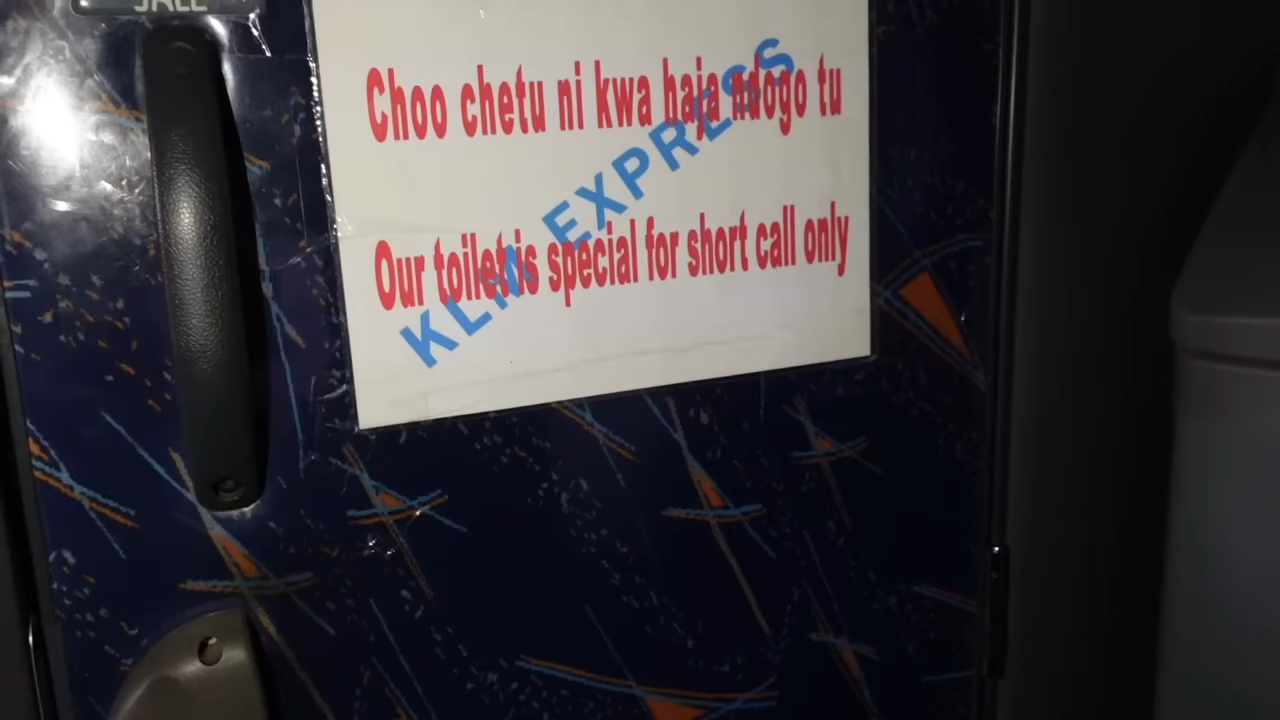 Choo chetu ni kwa haja ndogo tu
Our toilet is special for short call only
KLM EXPRESS